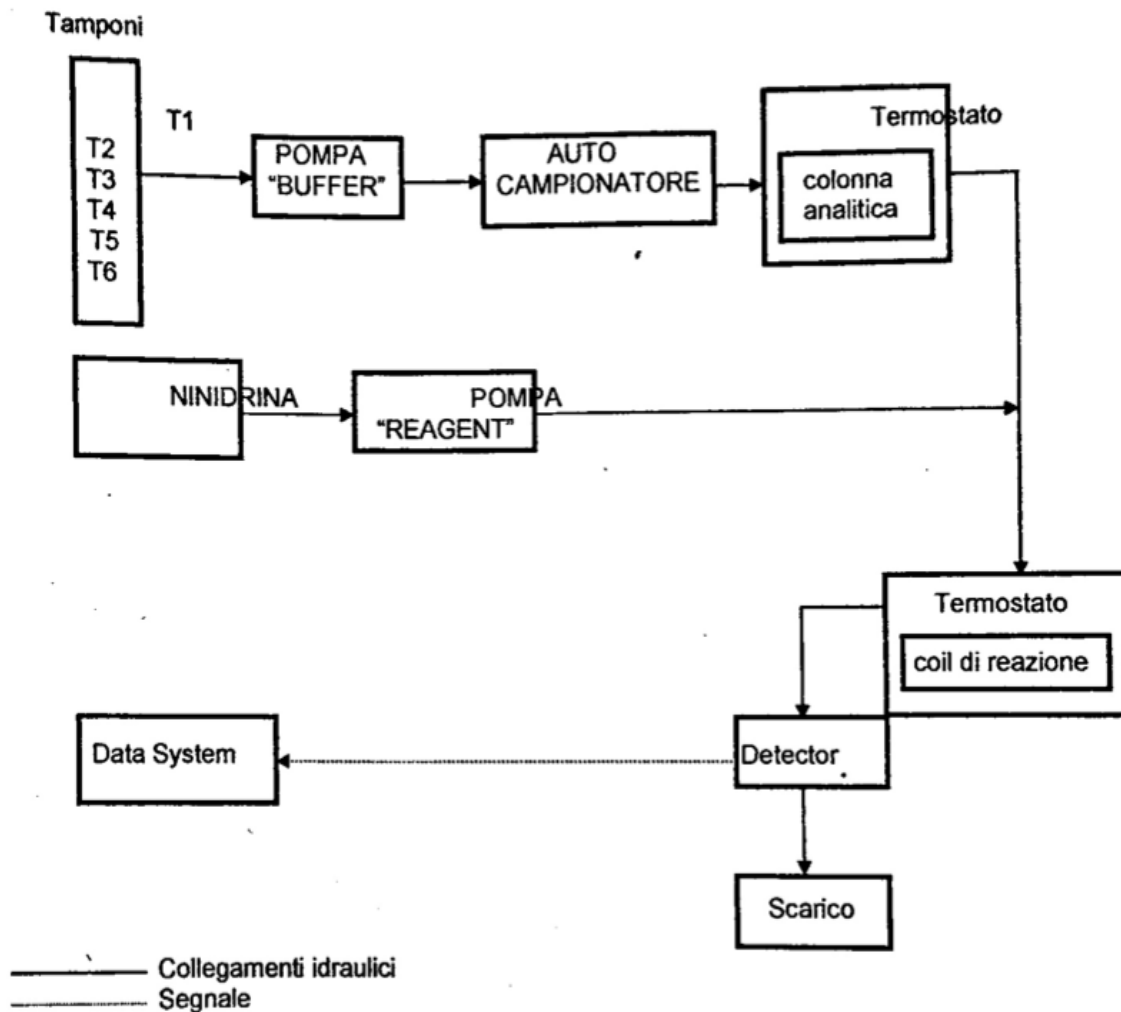 Tamponi
T1
T2
T3
T4
T5
T6
POMPA
"BUFFER"
AUTO
CAMPIONATORE
Termostato
colonna
analitica
NINIDRINA
POMPA
"REAGENT"
Termostato
coil di reazione
Data System
Detector
Scarico
Collegamenti idraulici
Segnale